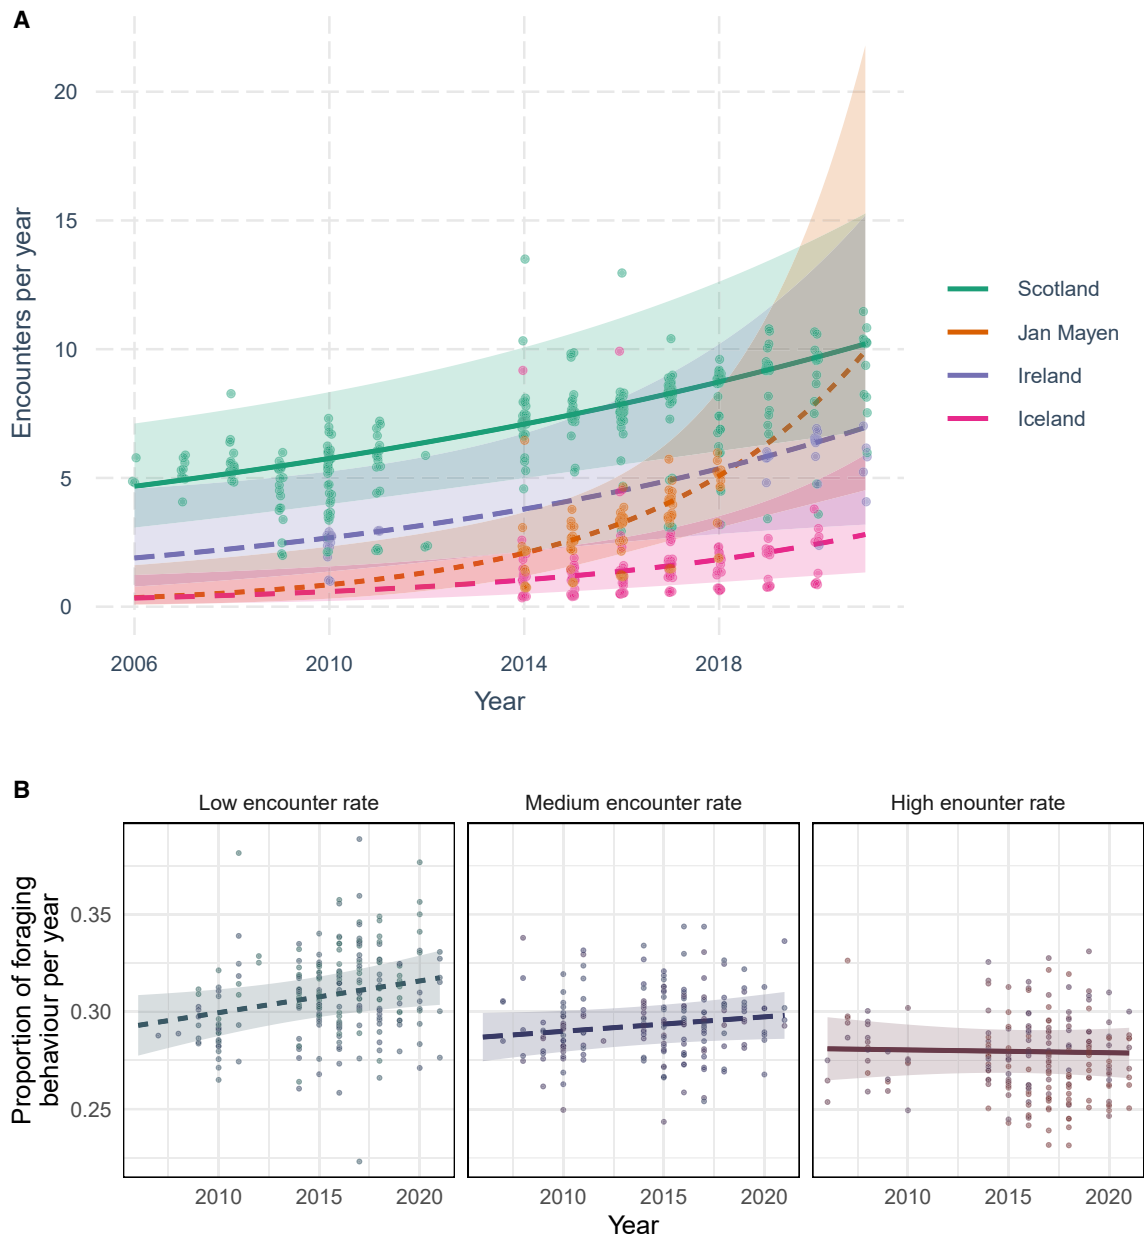 A
20
15
10
5
0
Encounters per year
2006 2010 2014 2018
Year
Scotland
Jan Mayen
Ireland
Iceland
B
Low encounter rate
Medium encounter rate
High enounter rate
0.35
0.30
0.25
Proportion of foraging
behaviour per year
2010 2015 2020
2010 2015 2020
2010 2015 2020
Year